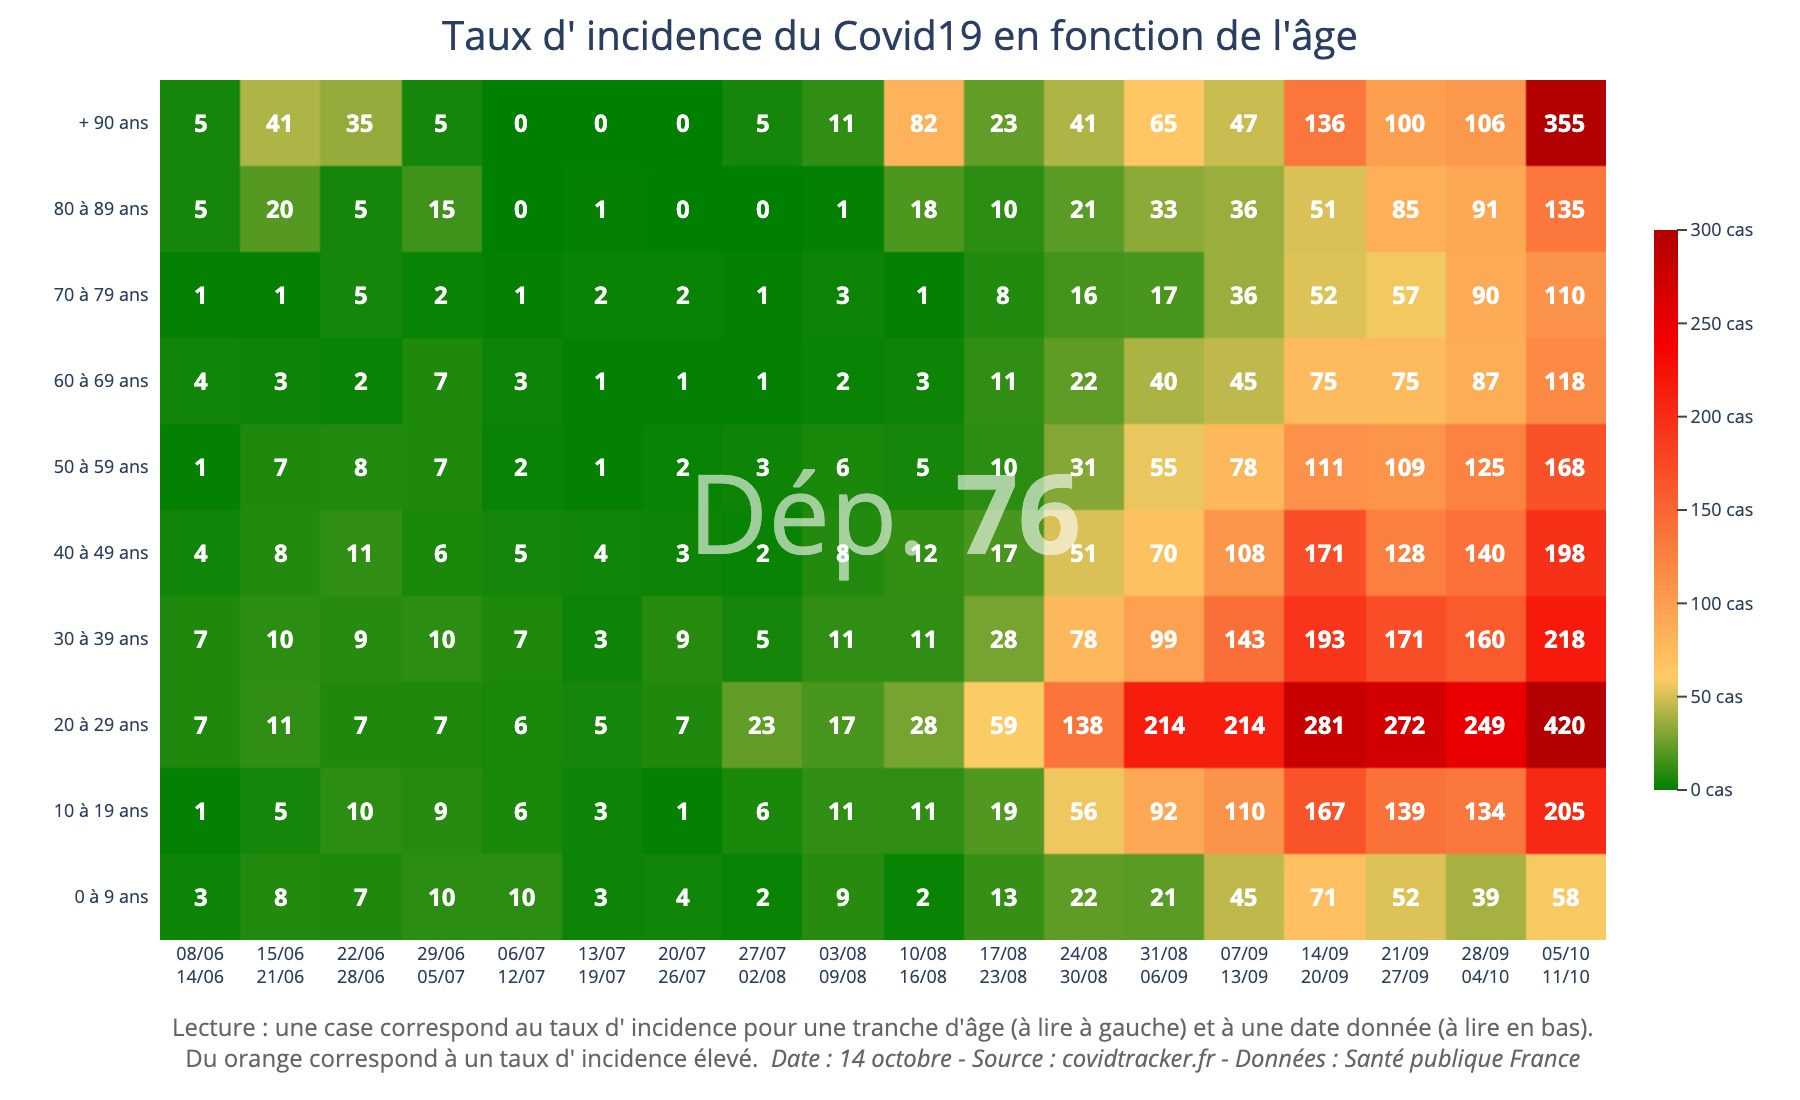 Taux d' incidence du Covid19 en fonction de l'âge
+ 90 ans 5 41 35 5 0 0 0 5 11 82 23 41 65 47 136 100 106 355
80 à 89 ans 5 20 5 15 0 1 0 0 1 18 10 21 33 36 51 85 91 135
70 à 79 ans 1 1 5 2 1 2 2 1 3 1 8 16 17 36 52 57 90 110
60 à 69 ans 4 3 2 7 3 1 1 1 2 3 11 22 40 45 75 75 87 118
50 à 59 ans 1 7 8 7 2 1 2 3 6 5 10 31 55 78 111 109 125 168
Dép. 76
40 à 49 ans 4 8 11 6 5 4 3 2 8 12 17 51 70 108 171 128 140 198
30 à 39 ans 7 10 9 10 7 3 9 5 11 11 28 78 99 143 193 171 160 218
20 à 29 ans 7 11 7 7 6 5 7 23 17 28 59 138 214 214 281 272 249 420
10 à 19 ans 1 5 10 9 6 3 1 6 11 11 19 56 92 110 167 139 134 205
0 à 9 ans 3 8 7 10 10 3 4 2 9 2 13 22 21 45 71 52 39 58
08/06 15/06 22/06 29/06 06/07 13/07 20/07 27/07 03/08 10/08 17/08 24/08 31/08 07/09 14/09 21/09 28/09 05/10
14/06 21/06 28/06 05/07 12/07 19/07 26/07 02/08 09/08 16/08 23/08 30/08 06/09 13/09 20/09 27/09 04/10 11/10
300 cas
250 cas
200 cas
150 cas
100 cas
50 cas
0 cas
Lecture : une case correspond au taux d' incidence pour une tranche d'âge (à lire à gauche) et à une date donnée (à lire en bas).
Du orange correspond à un taux d' incidence élevé. Date : 14 octobre - Source : covidtracker.fr - Données : Santé publique France